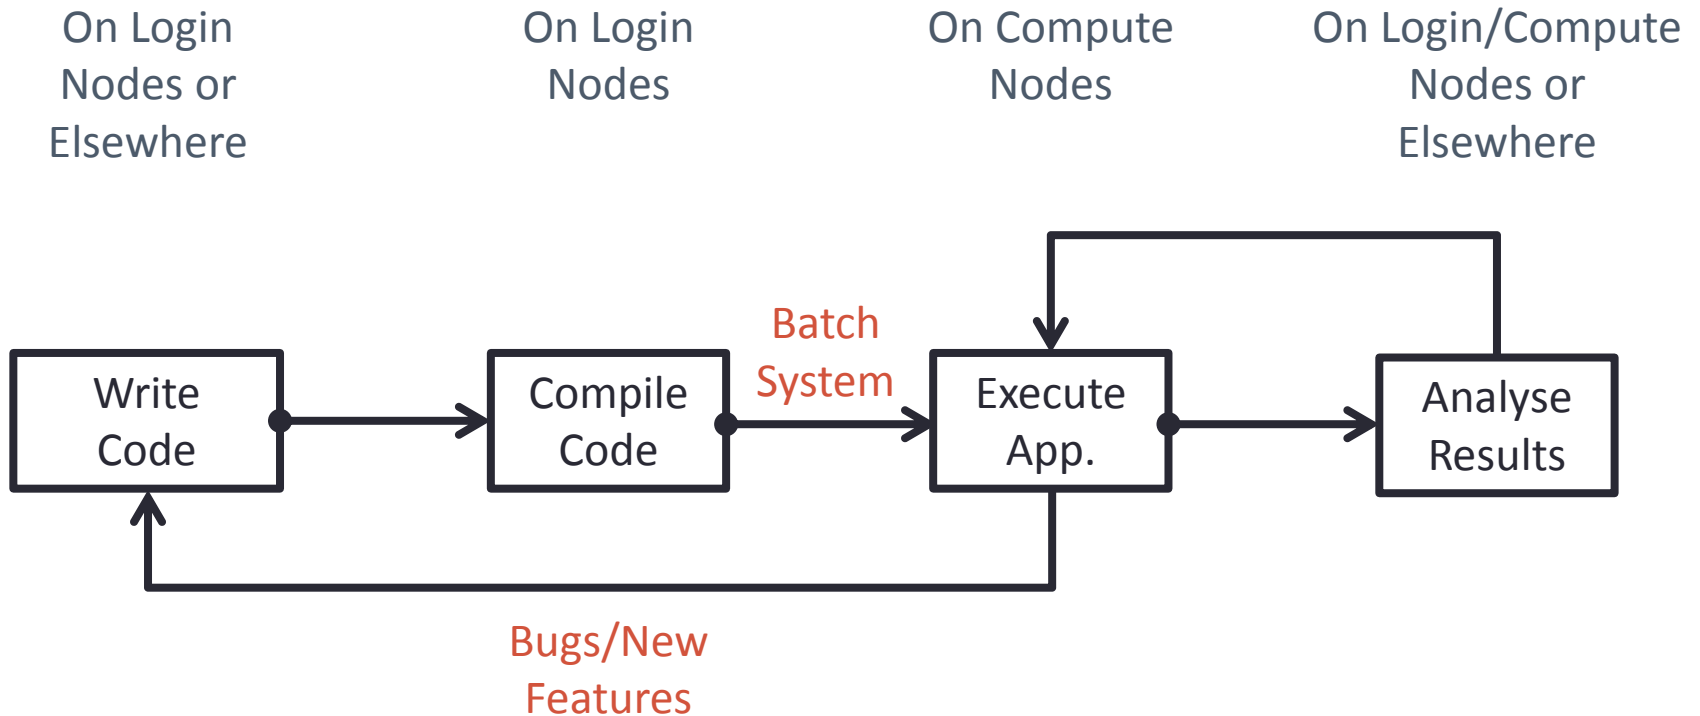 On Login
Nodes or
Elsewhere
On Login
Nodes
On Compute
Nodes
On Login/Compute
Nodes or
Elsewhere
Batch
System
Write
Code
Compile
Code
Execute
App.
Analyse
Results
Bugs/New
Features